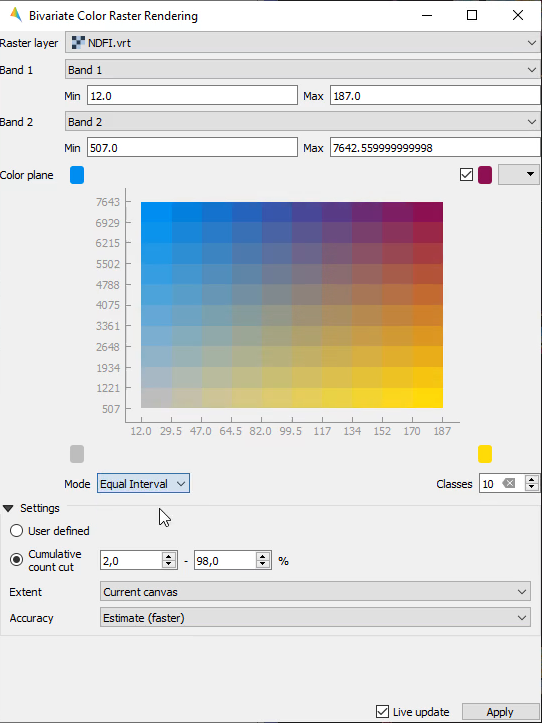 Bivariate Color Raster Rendering
Raster layer NDFI.vrt
Band 1 Band 1
Min 12.0 Max 187.0
Band 2 Band 2
Min 507.0 Max 7642.559999999998
Color plane
7643
6929
6215
5502
4788
4075
3361
2648
1934
1221
507
12.0 29.5 47.0 64.5 82.0 99.5 117 134 152 170 187
Mode Equal Interval Classes 10
Settings
User defined
Cumulative
count cut 2,0 - 98,0 %
Extent Current canvas
Accuracy Estimate (faster)
Live update Apply